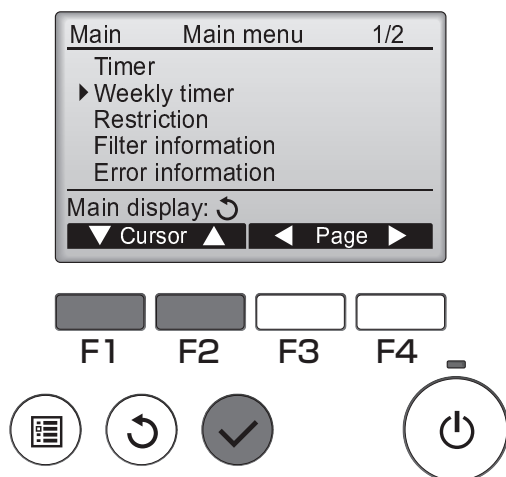 Main Main menu 1/2
Timer
Weekly timer
Restriction
Filter information
Error information
Main display:
Cursor Page
F1 F2 F3 F4